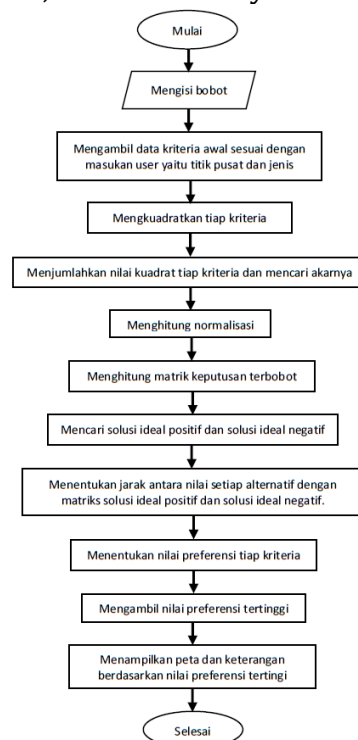 Mulai
Mengisi bobot
Mengambil data kriteria awal sesuai dengan
masukan user yaitu titik pusat dan jenis
Mengkuadratkan tiap kriteria
Menjumlahkan nilai kuadrat tiap kriteria dan mencari akarnya
Menghitung normalisasi
Menghitung matrik keputusan terbobot
Mencari solusi ideal positif dan solusi ideal negatif
Menentukan jarak antara nilai setiap alternatif dengan
matriks solusi ideal positif dan solusi ideal negatif.
Menentukan nilai preferensi tiap kriteria
Mengambil nilai preferensi tertinggi
Menampilkan peta dan keterangan
berdasarkan nilai preferensi tertingi
Selesai